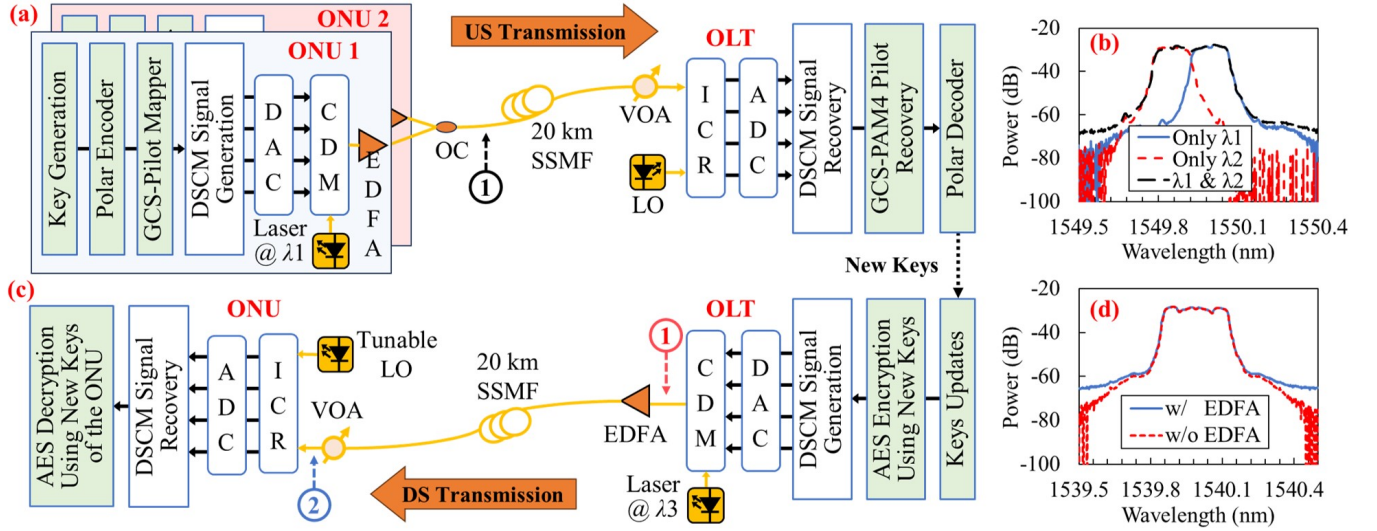 (a)
ONU 2
ONU 1
Key Generation
Polar Encoder
GCS-Pilot Mapper
DSCM Signal
Generation
D
A
C
C
D
M
Laser
@ λ1
E
D
F
A
US Transmission
OC
1
20 km
SSMF
VOA
LO
OLT
I
C
R
A
D
C
DSCM Signal
Recovery
GCS-PAM4 Pilot
Recovery
Polar Decoder
New Keys
(b)
Power (dB)
-20
-40
-60
-80
-100
Only λ1
Only λ2
λ1 & λ2
1549.5
1549.8
1550.1
1550.4
Wavelength (nm)
(c)
AES Decryption
Using New Keys
of the ONU
DSCM Signal
Recovery
ONU
A
D
C
I
C
R
Tunable
LO
VOA
2
20 km
SSMF
DS Transmission
EDFA
1
OLT
C
D
M
Laser
@ λ3
D
A
C
DSCM Signal
Generation
AES Encryption
Using New Keys
Keys Updates
(d)
Power (dB)
-20
-40
-60
-80
-100
w/ EDFA
w/o EDFA
1539.5
1539.8
1540.1
1540.4
Wavelength (nm)